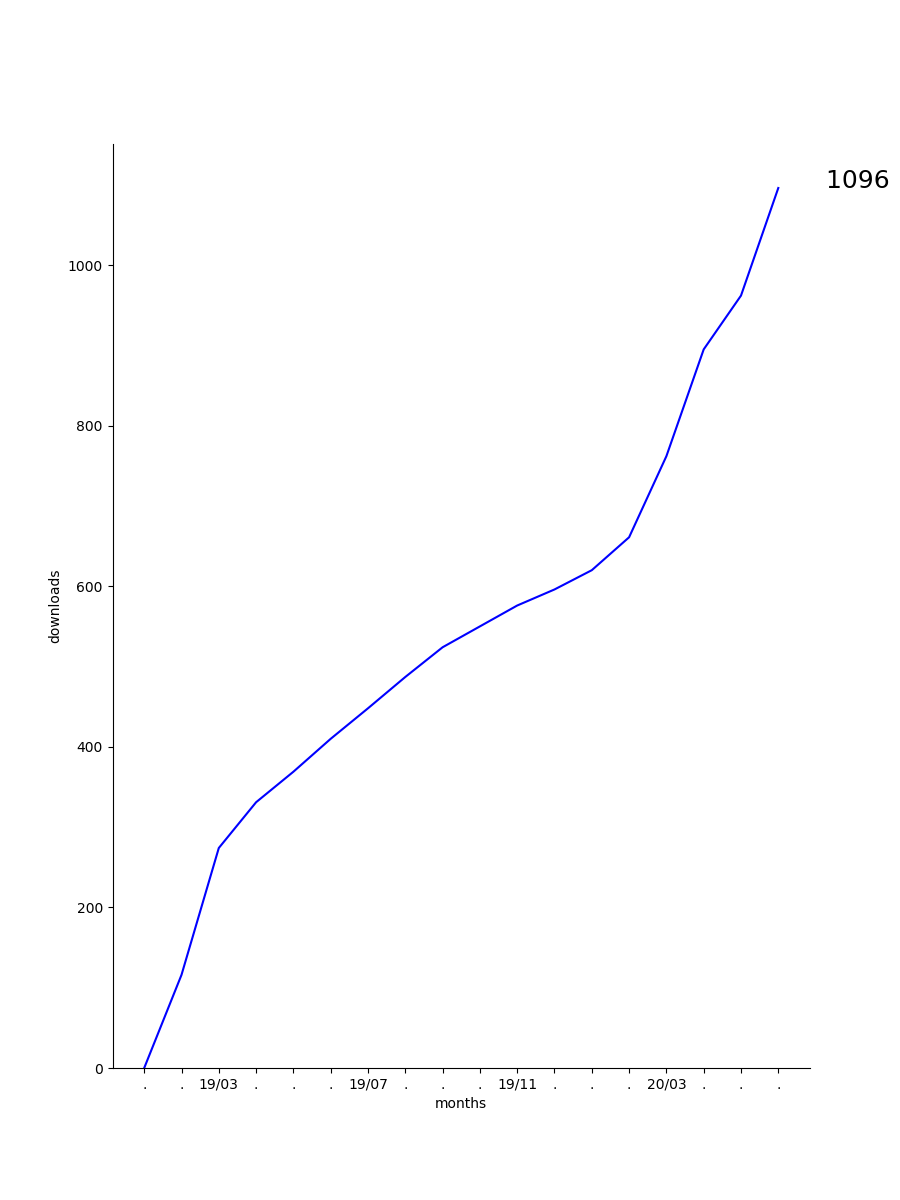 1096
1000
800
600
400
200
0
downloads
. . 19/03 . . . 19/07 . . . 19/11 . . . 20/03 . . .
months